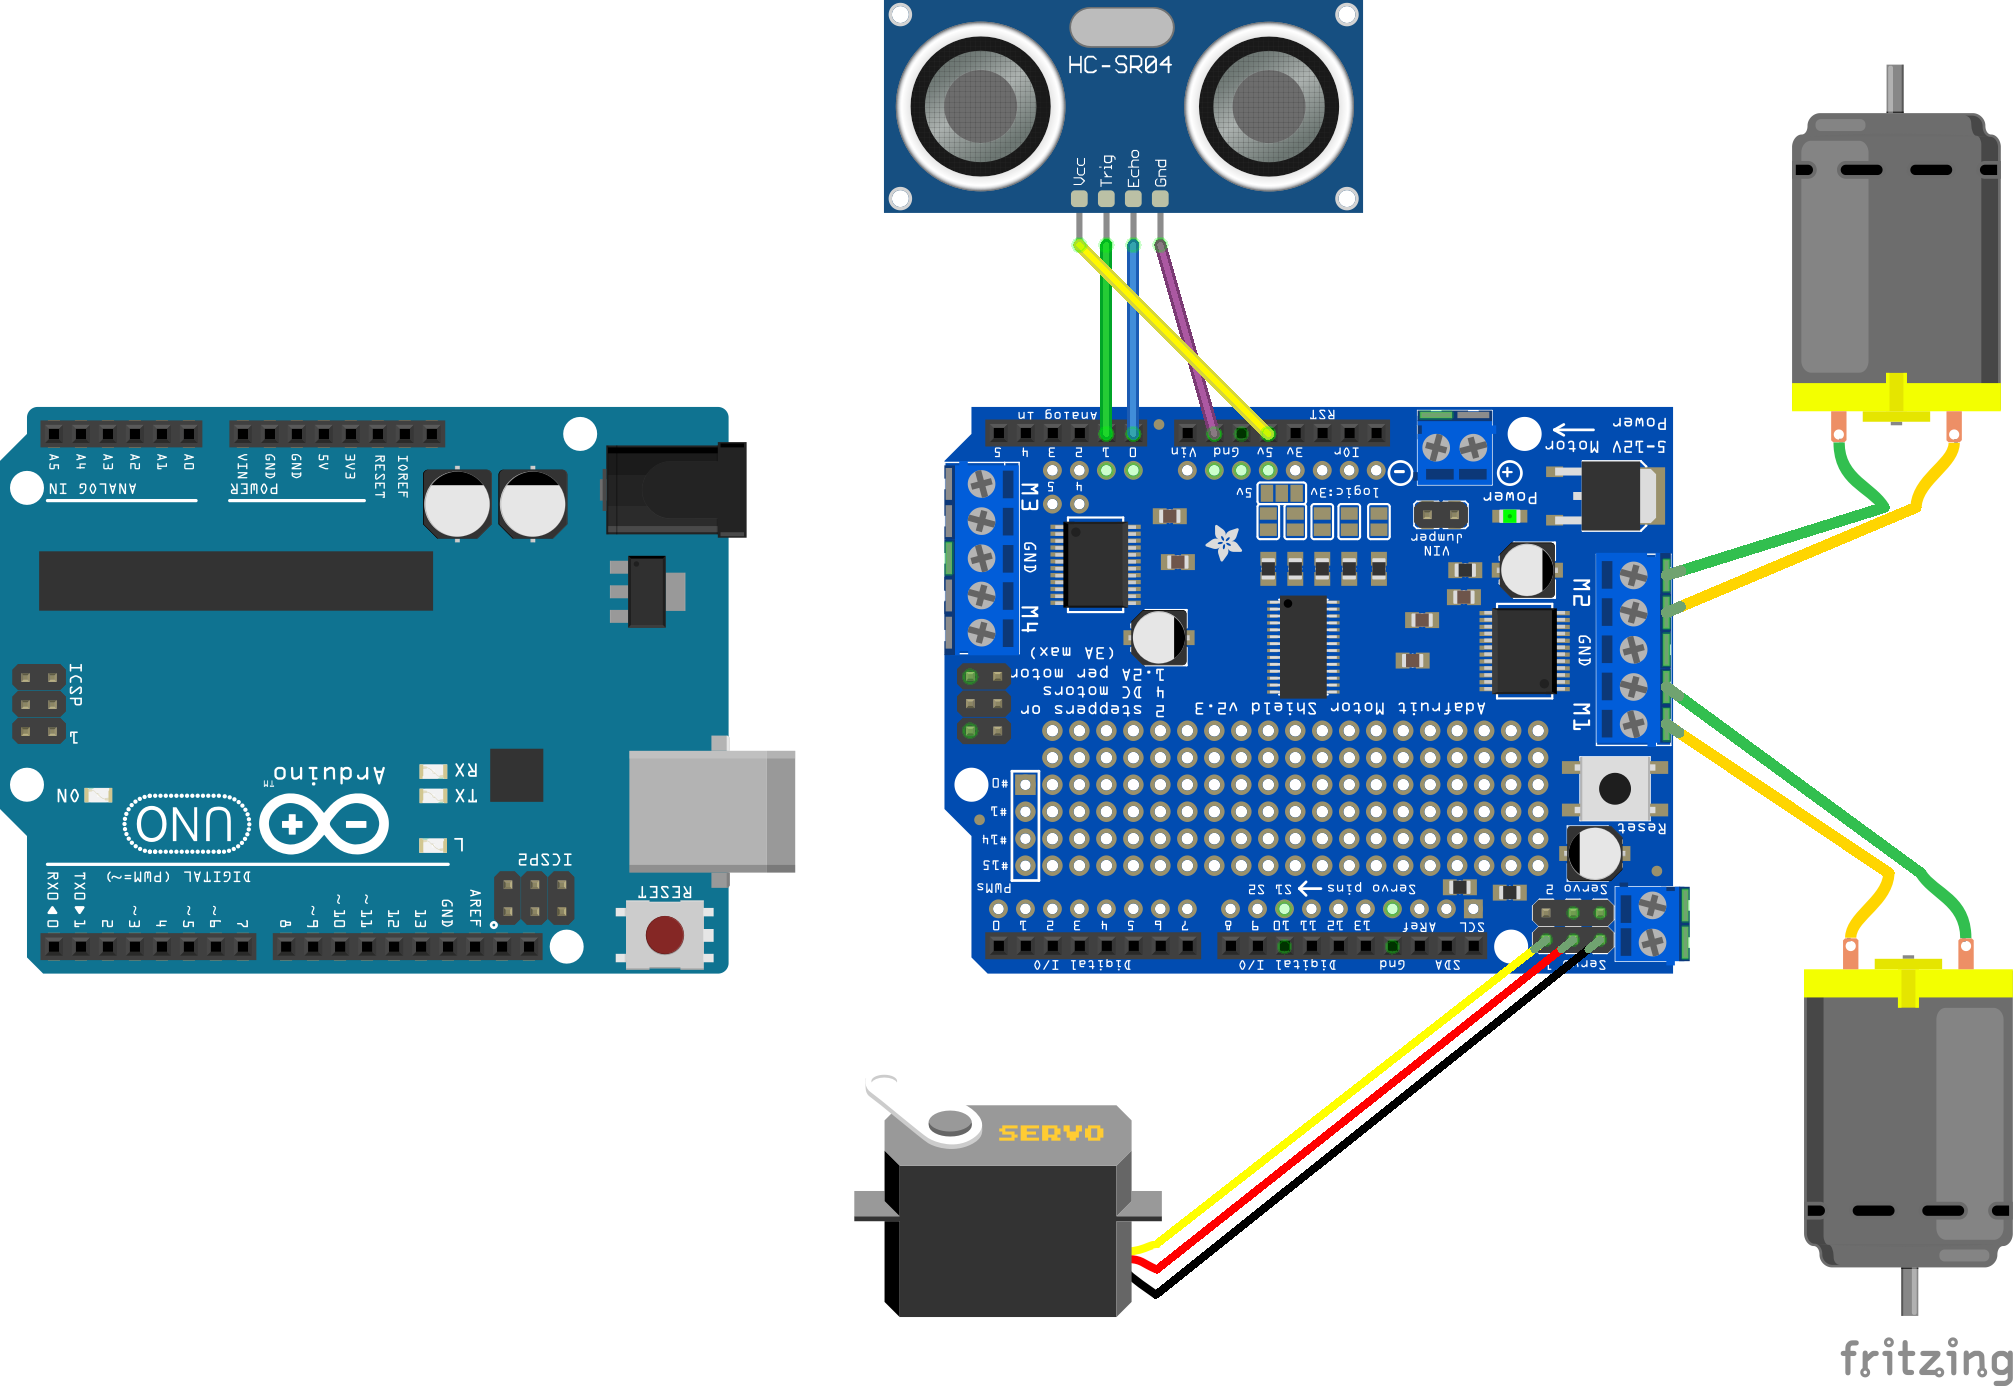 HC-SR04
Vcc
Trig
Echo
Gnd
A5
A4
A3
A2
A1
A0
VIN
GND
GND
5V
3V3
RESET
IOREF
ANALOG IN
POWER
ICSP
1
Arduino
TM
UNO
ON
RX
TX
L
ICSP2
DIGITAL (PWM=~)
RX0◄0
TX0►1
2
~3
4
~5
~6
7
8
~9
~10
~11
12
13
GND
AREF
RESET
Analog in
5
4
3
2
1
0
Vin
Gnd
5v
3v
IOr
RST
5
4
5v
logic:3v
5-12V Motor
Power
Power
VIN
Jumper
M3
GND
M4
M2
GND
M1
2 steppers or
4 DC motors
1.2A per motor
(3A max)
Adafruit Motor Shield v2.3
Reset
#0
#1
#14
#15
PWMs
S1 S2
Servo pins
Servo 2
0
1
2
3
4
5
6
7
8
9
10
11
12
13
ARef
SCL
Digital I/O
Digital I/O
Gnd
SDA
SERVO
fritzing